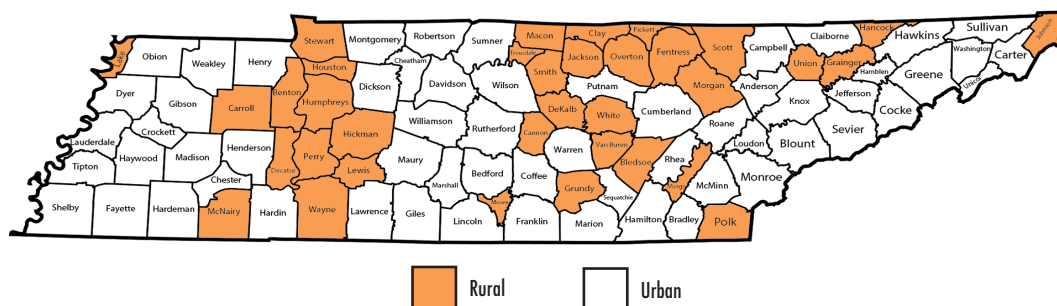 Stewart
Montgomery
Robertson
Sumner
Macon
Clay
Pickett
Fentress
Scott
Campbell
Claiborne
Hancock
Hawkins
Sullivan
Johnson
Lake
Obion
Weakley
Henry
Houston
Cheatham
Trousdale
Jackson
Overton
Union
Grainger
Hamblen
Washington
Carter
Unicoi
Greene
Dyer
Gibson
Carroll
Benton
Humphreys
Dickson
Davidson
Wilson
Smith
Putnam
Morgan
Anderson
Knox
Jefferson
Cocke
Lauderdale
Crockett
Williamson
Rutherford
DeKalb
White
Cumberland
Roane
Loudon
Blount
Sevier
Tipton
Haywood
Madison
Henderson
Decatur
Perry
Hickman
Lewis
Maury
Cannon
Warren
Van Buren
Bledsoe
Rhea
Meigs
McMinn
Monroe
Chester
Marshall
Bedford
Coffee
Grundy
Sequatchie
Shelby
Fayette
Hardeman
McNairy
Hardin
Wayne
Lawrence
Giles
Lincoln
Moore
Franklin
Marion
Hamilton
Bradley
Polk
Rural
Urban